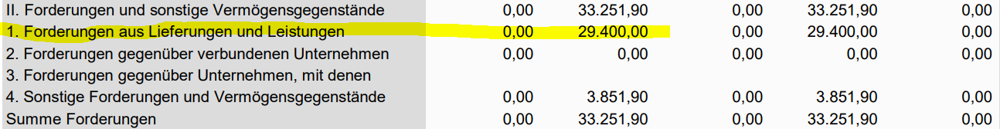 II. Forderungen und sonstige Vermögensgegenstände 0,00 33.251,90 0,00 33.251,90 0,00
1. Forderungen aus Lieferungen und Leistungen 0,00 29.400,00 0,00 29.400,00 0,00
2. Forderungen gegenüber verbundenen Unternehmen 0,00 0,00 0,00 0,00 0,00
3. Forderungen gegenüber Unternehmen, mit denen
4. Sonstige Forderungen und Vermögensgegenstände 0,00 3.851,90 0,00 3.851,90 0,00
Summe Forderungen 0,00 33.251,90 0,00 33.251,90 0,00